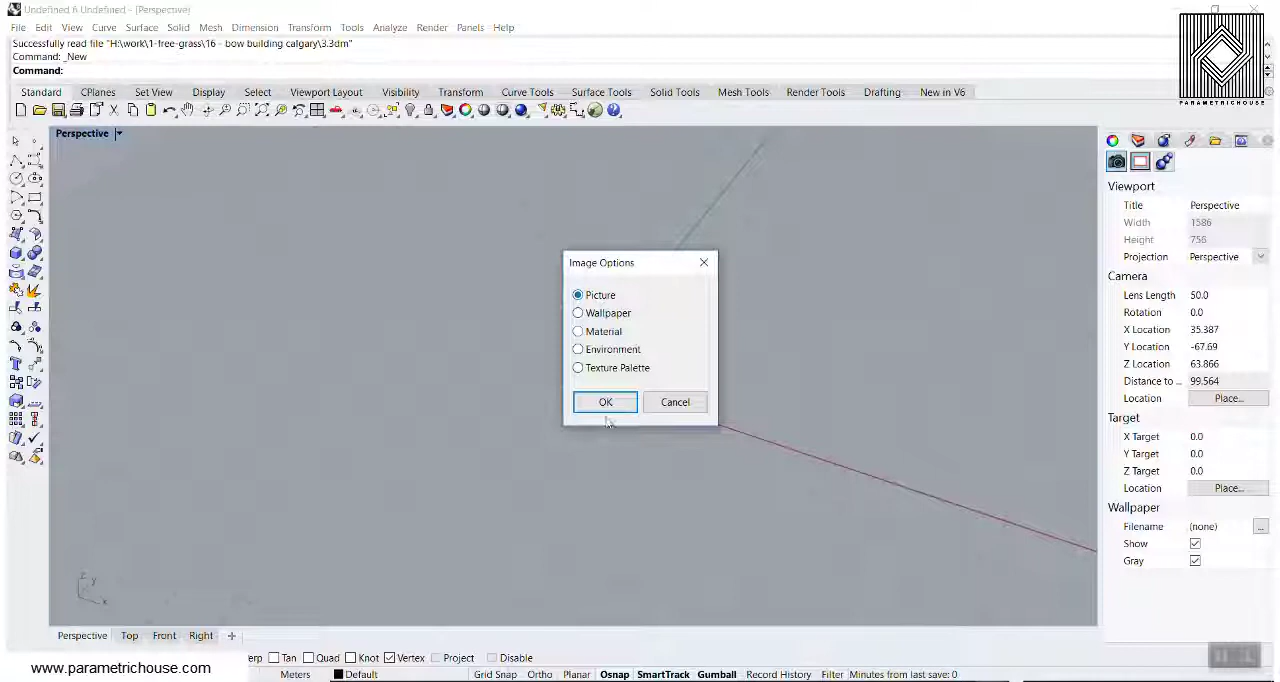 Undefined 6 Undefined - [Perspective]
File Edit View Curve Surface Solid Mesh Dimension Transform Tools Analyze Render Panels Help
Successfully read file "H:\work\1-free-grass\16 - bow building calgary\3.3dm"
Command: _New
Command:
PARAMETRICHOUSE
Standard CPlanes Set View Display Select Viewport Layout Visibility Transform Curve Tools Surface Tools Solid Tools Mesh Tools Render Tools Drafting New in V6
Perspective
Viewport
Title Perspective
Width 1586
Height 756
Projection Perspective
Camera
Lens Length 50.0
Rotation 0.0
X Location 35.387
Y Location -67.69
Z Location 63.866
Distance to ... 99.564
Location Place...
Target
X Target 0.0
Y Target 0.0
Z Target 0.0
Location Place...
Wallpaper
Filename (none) ...
Show
Gray
Image Options
Picture
Wallpaper
Material
Environment
Texture Palette
OK Cancel
z y
x
Perspective Top Front Right
erp Tan Quad Knot Vertex Project Disable
www.parametrichouse.com
Meters Default Grid Snap Ortho Planar Osnap SmartTrack Gumball Record History Filter Minutes from last save: 0